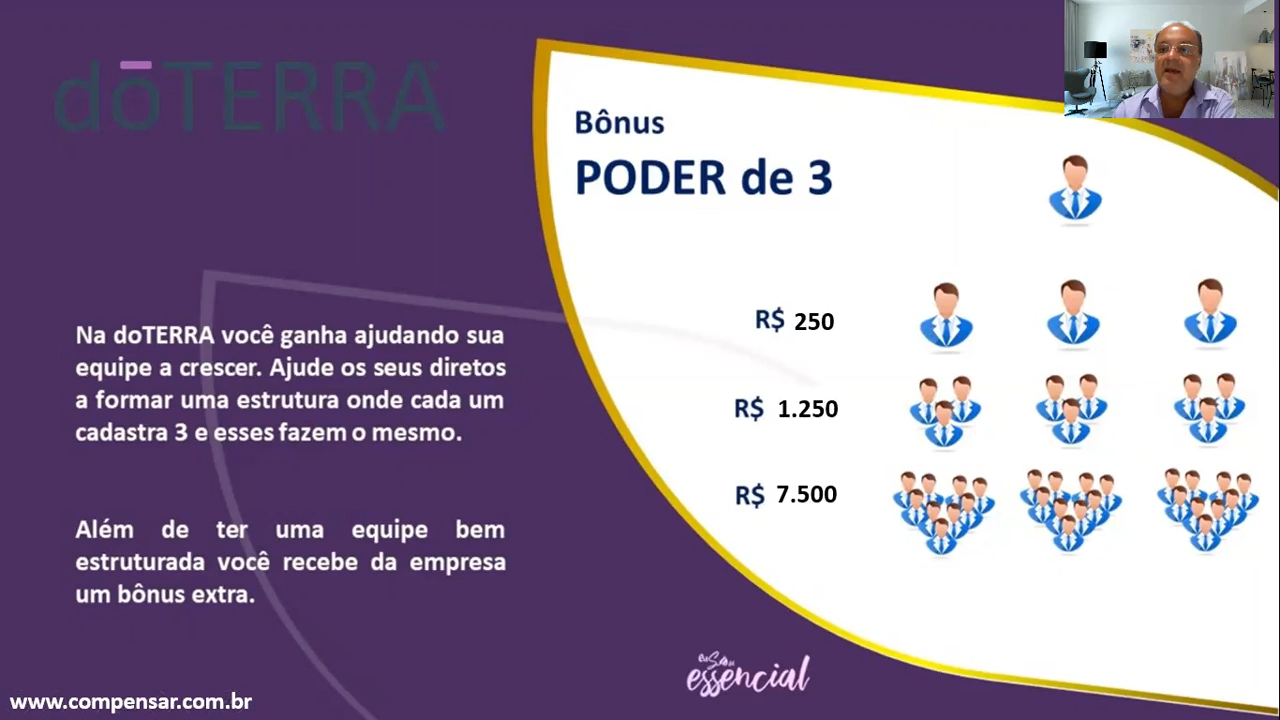 dōTERRA
Bônus
PODER de 3
R$ 250
R$ 1.250
R$ 7.500
Na doTERRA você ganha ajudando sua
equipe a crescer. Ajude os seus diretos
a formar uma estrutura onde cada um
cadastra 3 e esses fazem o mesmo.
Além de ter uma equipe bem
estruturada você recebe da empresa
um bônus extra.
essencial
www.compensar.com.br